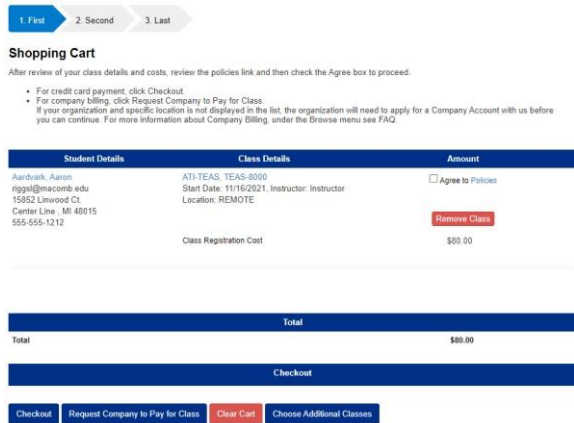 1. First
2. Second
3. Last
Shopping Cart
After review of your class details and costs, review the policies link and then check the Agree box to proceed.
For credit card payment, click Checkout.
For company billing, click Request Company to Pay for Class.
If your organization and specific location is not displayed in the list, the organization will need to apply for a Company Account with us before
you can continue. For more information about Company Billing, under the Browse menu see FAQ.
Student Details Class Details Amount
Aardvark, Aaron ATI-TEAS, TEAS-8000 Agree to Policies
riggsl@macomb.edu Start Date: 11/16/2021, Instructor: Instructor
15852 Linwood Ct. Location: REMOTE
Center Line , MI 48015 Remove Class
555-555-1212
Class Registration Cost $80.00
Total
Total $80.00
Checkout
Checkout Request Company to Pay for Class Clear Cart Choose Additional Classes